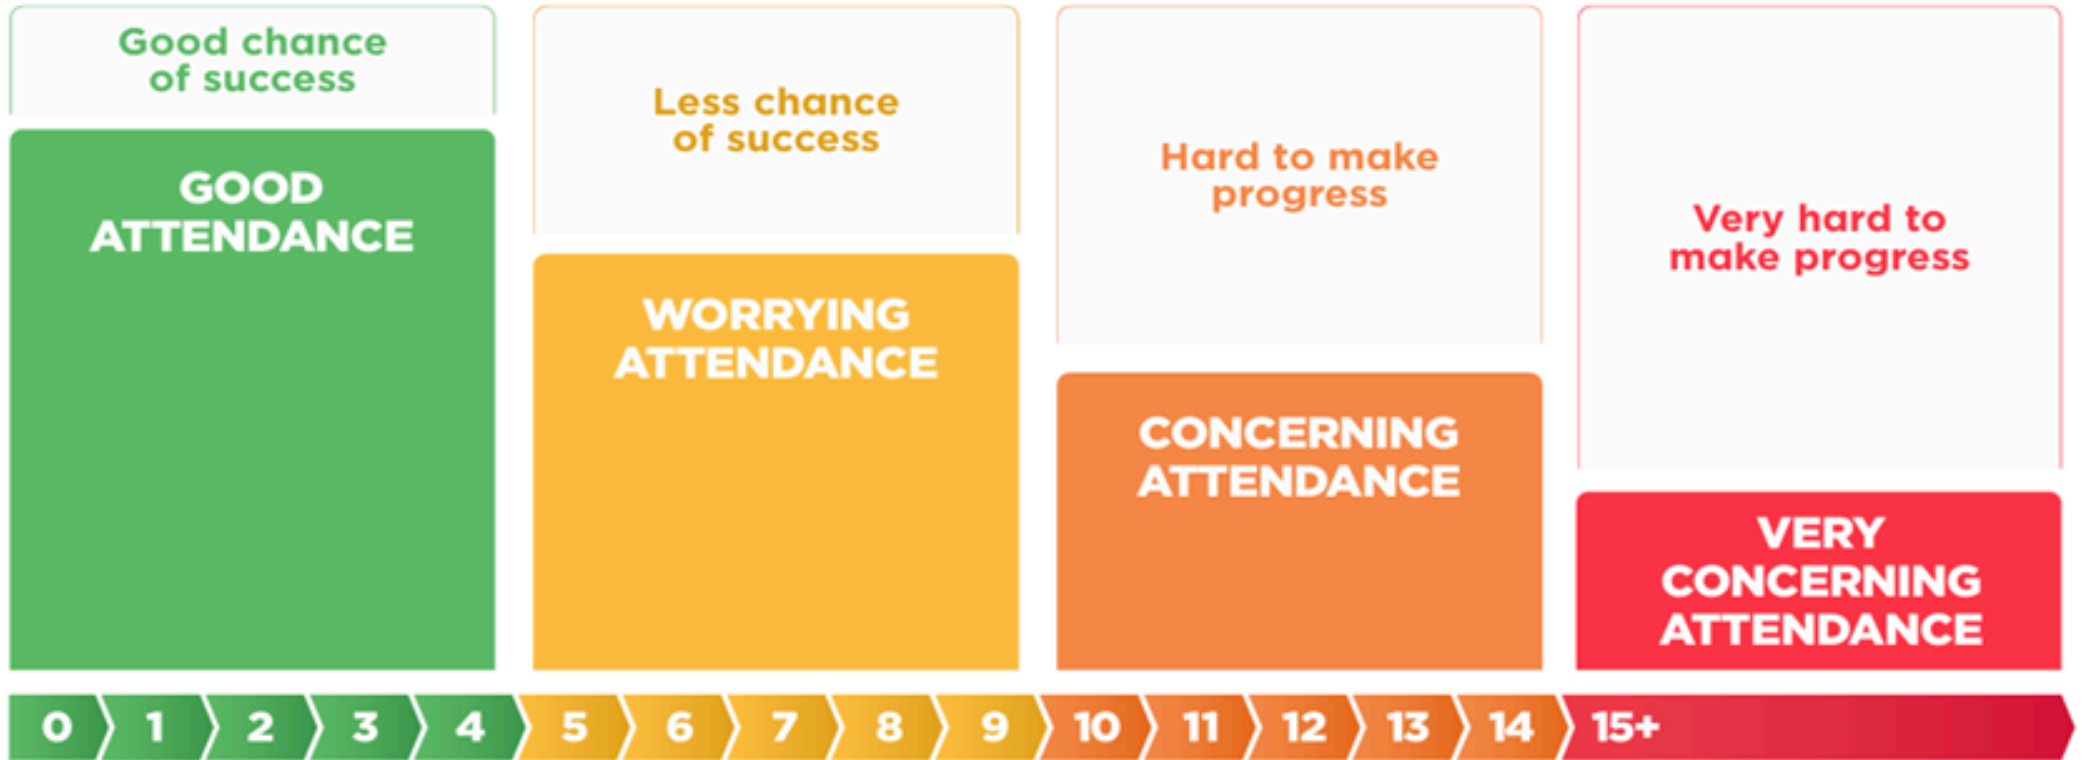 Good chance
of success
GOOD
ATTENDANCE
Less chance
of success
WORRYING
ATTENDANCE
Hard to make
progress
CONCERNING
ATTENDANCE
Very hard to
make progress
VERY
CONCERNING
ATTENDANCE
0 1 2 3 4 5 6 7 8 9 10 11 12 13 14 15+